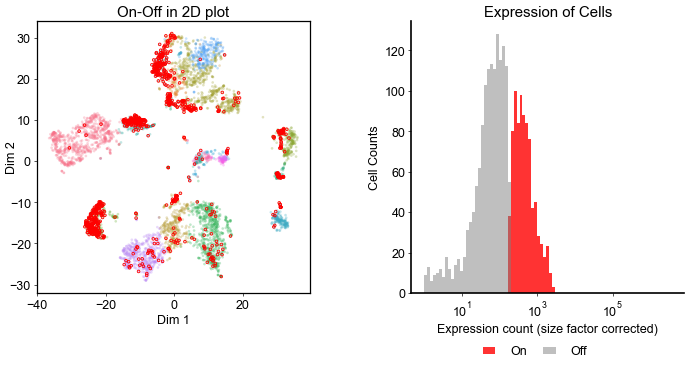 On-Off in 2D plot
30
20
10
0
−10
−20
−30
−40
−20
0
20
Dim 2
Dim 1
Expression of Cells
120
100
80
60
40
20
0
10^1
10^3
10^5
Cell Counts
Expression count (size factor corrected)
On
Off